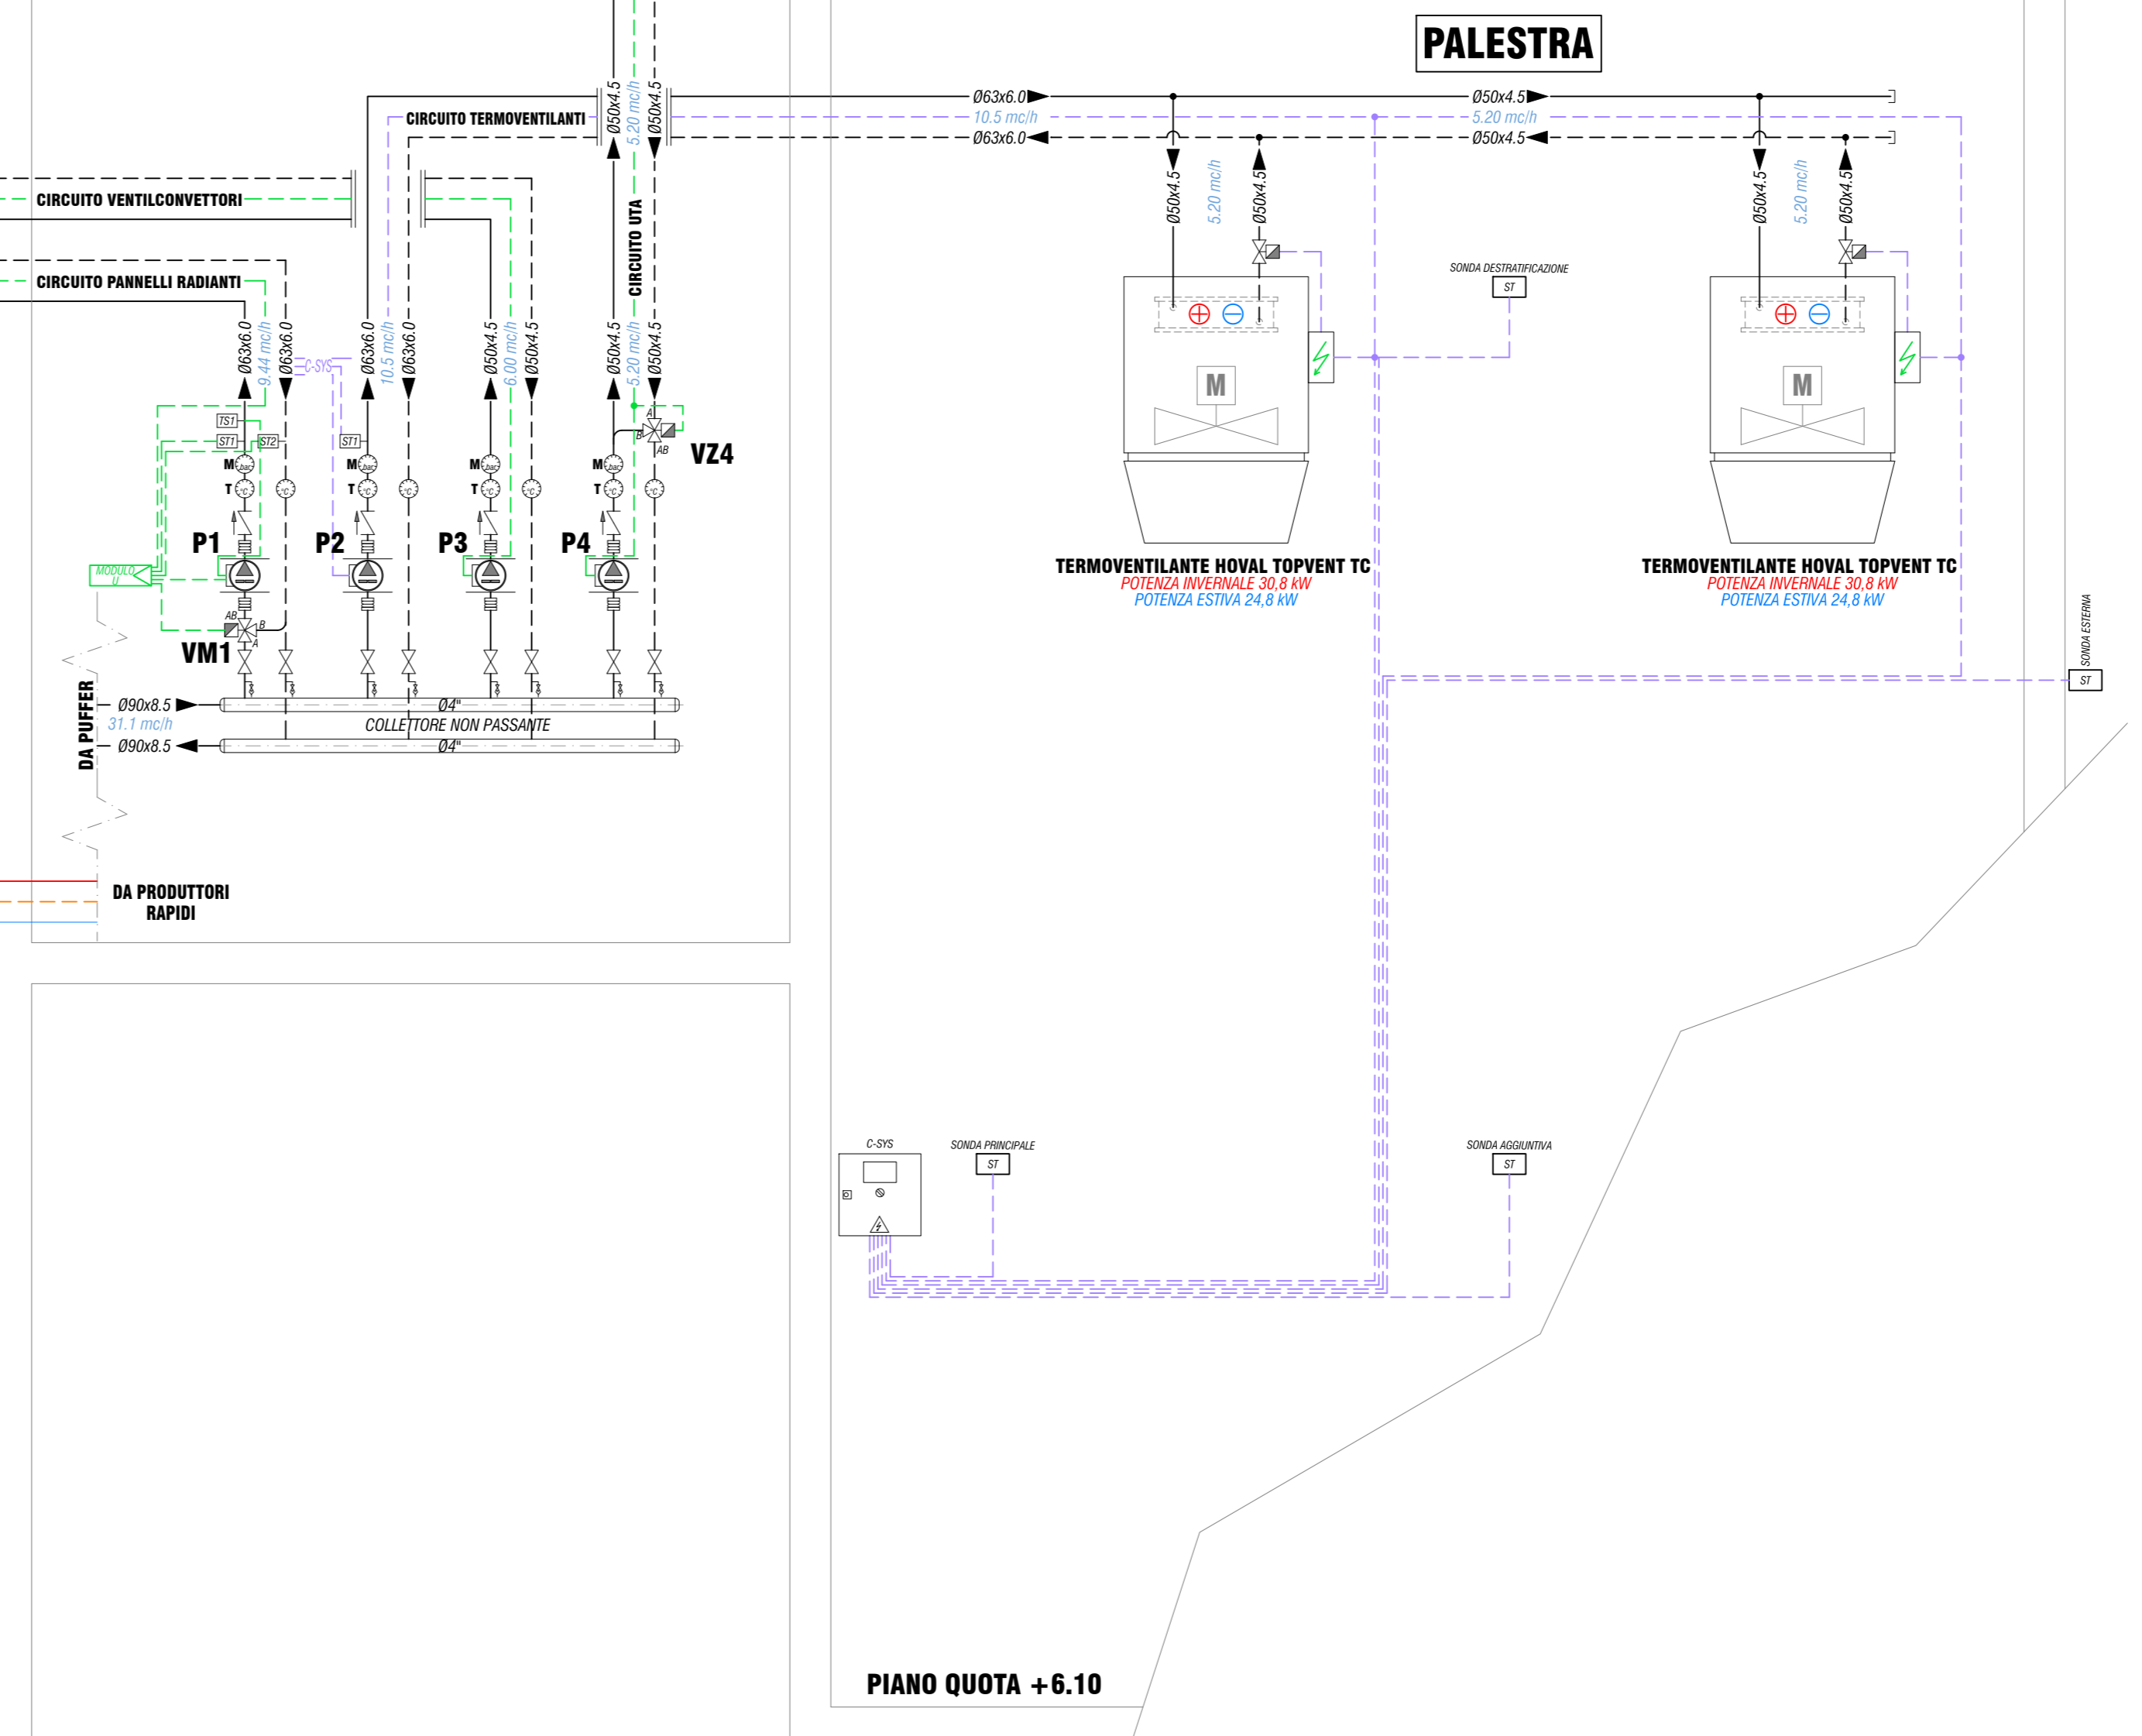 PALESTRA
Ø63x6.0
10.5 mc/h
Ø63x6.0
Ø50x4.5
5.20 mc/h
Ø50x4.5
CIRCUITO TERMOVENTILANTI
Ø50x4.5
5.20 mc/h
Ø50x4.5
CIRCUITO VENTILCONVETTORI
CIRCUITO UTA
CIRCUITO PANNELLI RADIANTI
Ø50x4.5
5.20 mc/h
Ø50x4.5
Ø50x4.5
5.20 mc/h
Ø50x4.5
SONDA DESTRATIFICAZIONE
ST
Ø63x6.0
9.44 mc/h
Ø63x6.0
C-SYS
Ø63x6.0
10.5 mc/h
Ø63x6.0
Ø50x4.5
6.00 mc/h
Ø50x4.5
Ø50x4.5
5.20 mc/h
Ø50x4.5
M
M
TS1
ST1
ST2
ST1
A
B
AB
VZ4
M
bac
M
bac
M
bac
M
bac
T
°C
°C
T
°C
°C
T
°C
°C
T
°C
°C
P1
P2
P3
P4
MODULO
U
AB
B
A
VM1
TERMOVENTILANTE HOVAL TOPVENT TC
POTENZA INVERNALE 30,8 kW
POTENZA ESTIVA 24,8 kW
TERMOVENTILANTE HOVAL TOPVENT TC
POTENZA INVERNALE 30,8 kW
POTENZA ESTIVA 24,8 kW
SONDA ESTERNA
ST
DA PUFFER
Ø90x8.5
31.1 mc/h
Ø90x8.5
Ø4"
COLLETTORE NON PASSANTE
Ø4"
DA PRODUTTORI
RAPIDI
C-SYS
SONDA PRINCIPALE
ST
SONDA AGGIUNTIVA
ST
PIANO QUOTA +6.10